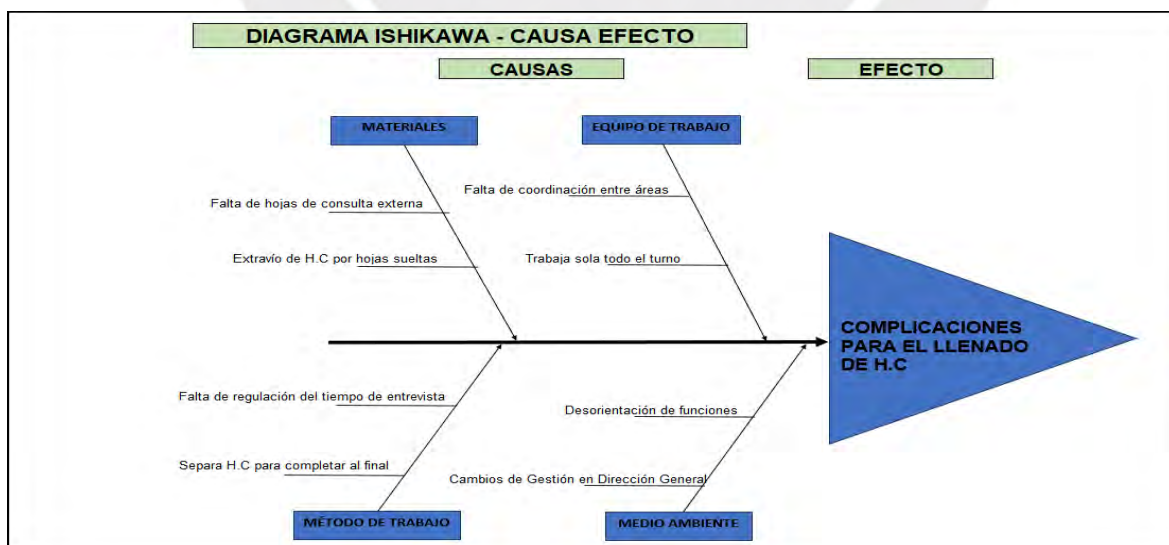 DIAGRAMA ISHIKAWA - CAUSA EFECTO
CAUSAS
EFECTO
MATERIALES
EQUIPO DE TRABAJO
Falta de coordinación entre áreas
Falta de hojas de consulta externa
Extravío de H.C por hojas sueltas
Trabaja sola todo el turno
COMPLICACIONES
PARA EL LLENADO
DE H.C
Falta de regulación del tiempo de entrevista
Desorientación de funciones
Separa H.C para completar al final
Cambios de Gestión en Dirección General
MÉTODO DE TRABAJO
MEDIO AMBIENTE